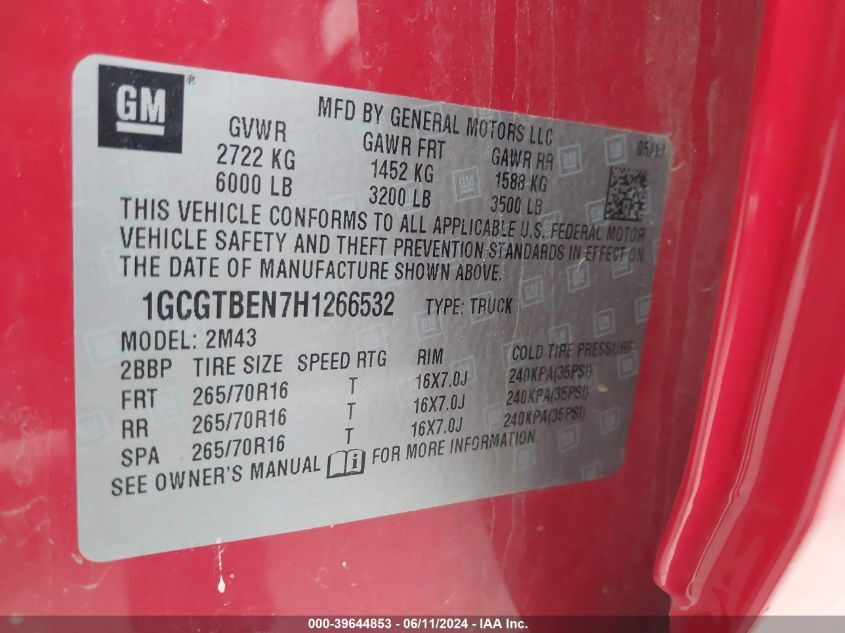 GM ®
MFD BY GENERAL MOTORS LLC
05/17
GVWR GAWR FRT GAWR RR
2722 KG 1452 KG 1588 KG
6000 LB 3200 LB 3500 LB
THIS VEHICLE CONFORMS TO ALL APPLICABLE U.S. FEDERAL MOTOR
VEHICLE SAFETY AND THEFT PREVENTION STANDARDS IN EFFECT ON
THE DATE OF MANUFACTURE SHOWN ABOVE.
1GCGTBEN7H1266532 TYPE: TRUCK
MODEL: 2M43
2BBP TIRE SIZE SPEED RTG RIM COLD TIRE PRESSURE
FRT 265/70R16 T 16X7.0J 240KPA(35PSI)
RR 265/70R16 T 16X7.0J 240KPA(35PSI)
SPA 265/70R16 T 16X7.0J 240KPA(35PSI)
SEE OWNER'S MANUAL FOR MORE INFORMATION.
000-39644853 - 06/11/2024 - IAA Inc.